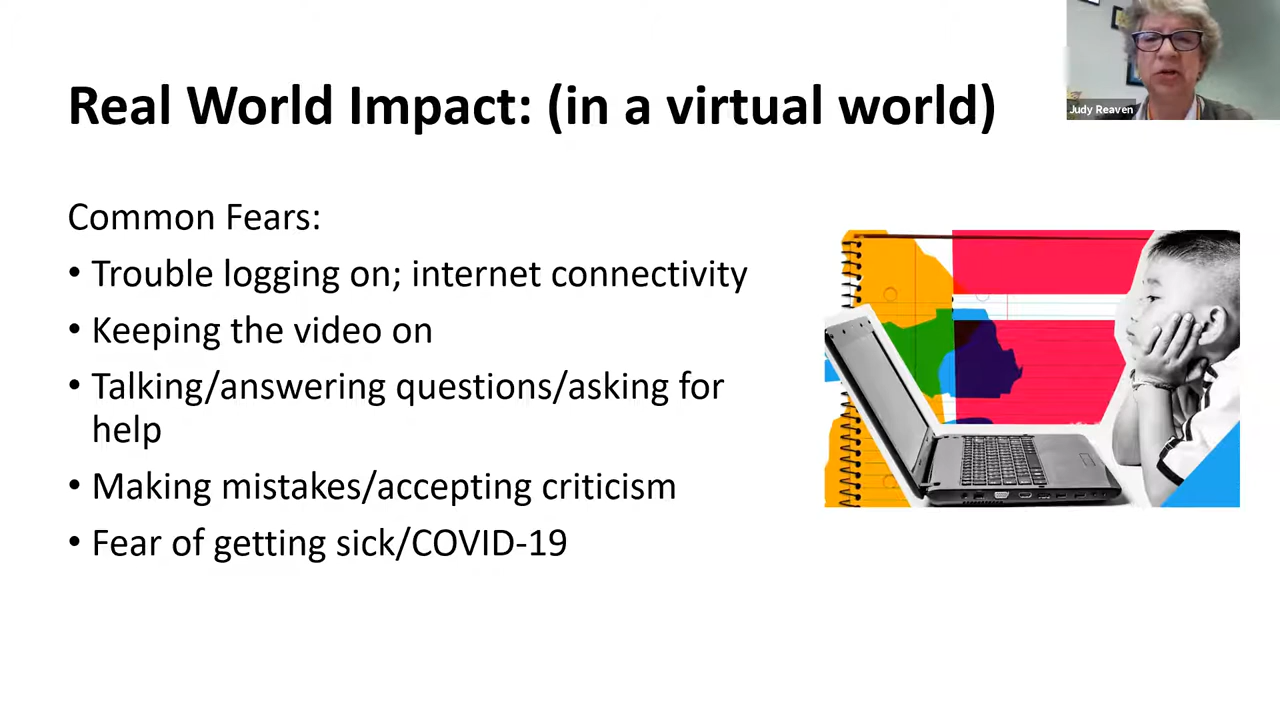 Real World Impact: (in a virtual world)
Judy Reaven
Common Fears:
• Trouble logging on; internet connectivity
• Keeping the video on
• Talking/answering questions/asking for
help
• Making mistakes/accepting criticism
• Fear of getting sick/COVID-19